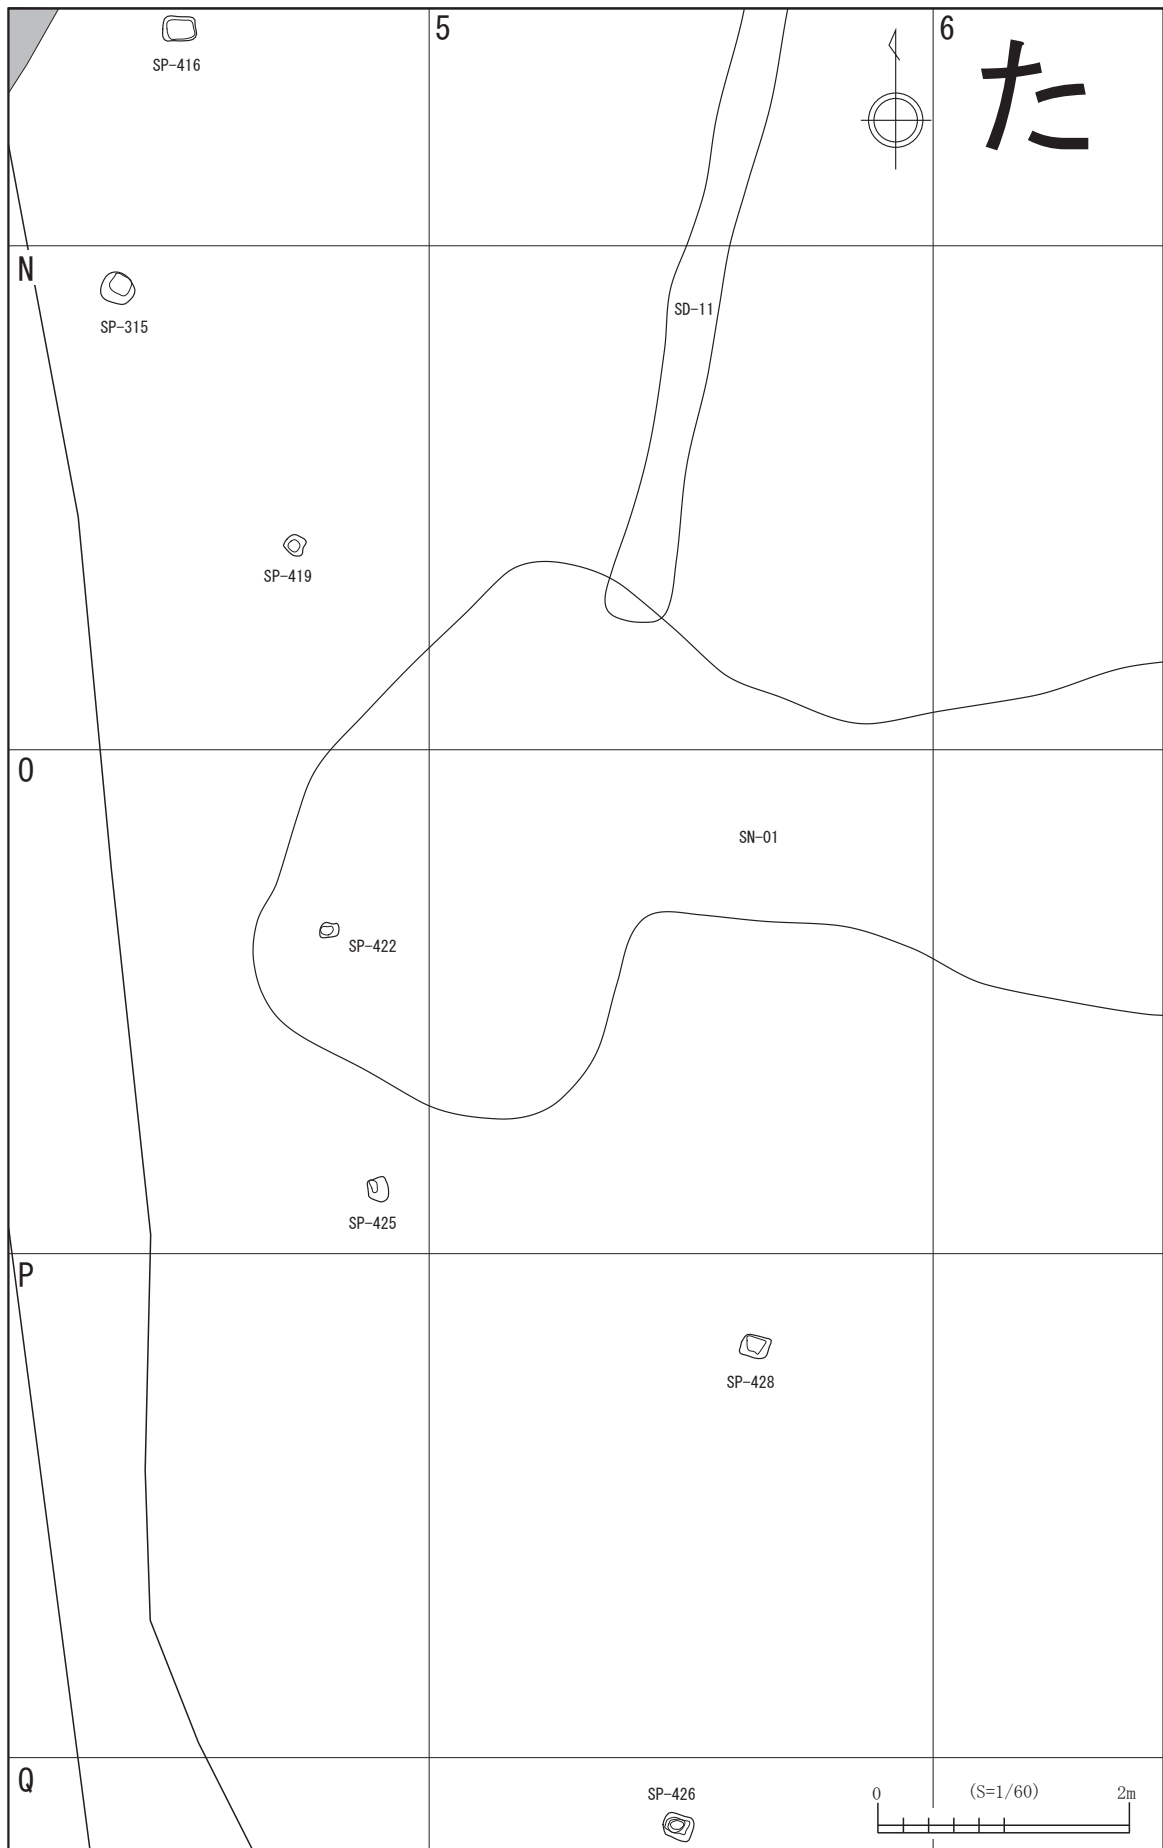 5
6
た
SP-416
N
SD-11
SP-315
SP-419
O
SN-01
SP-422
SP-425
P
SP-428
Q
SP-426
0 (S=1/60) 2m